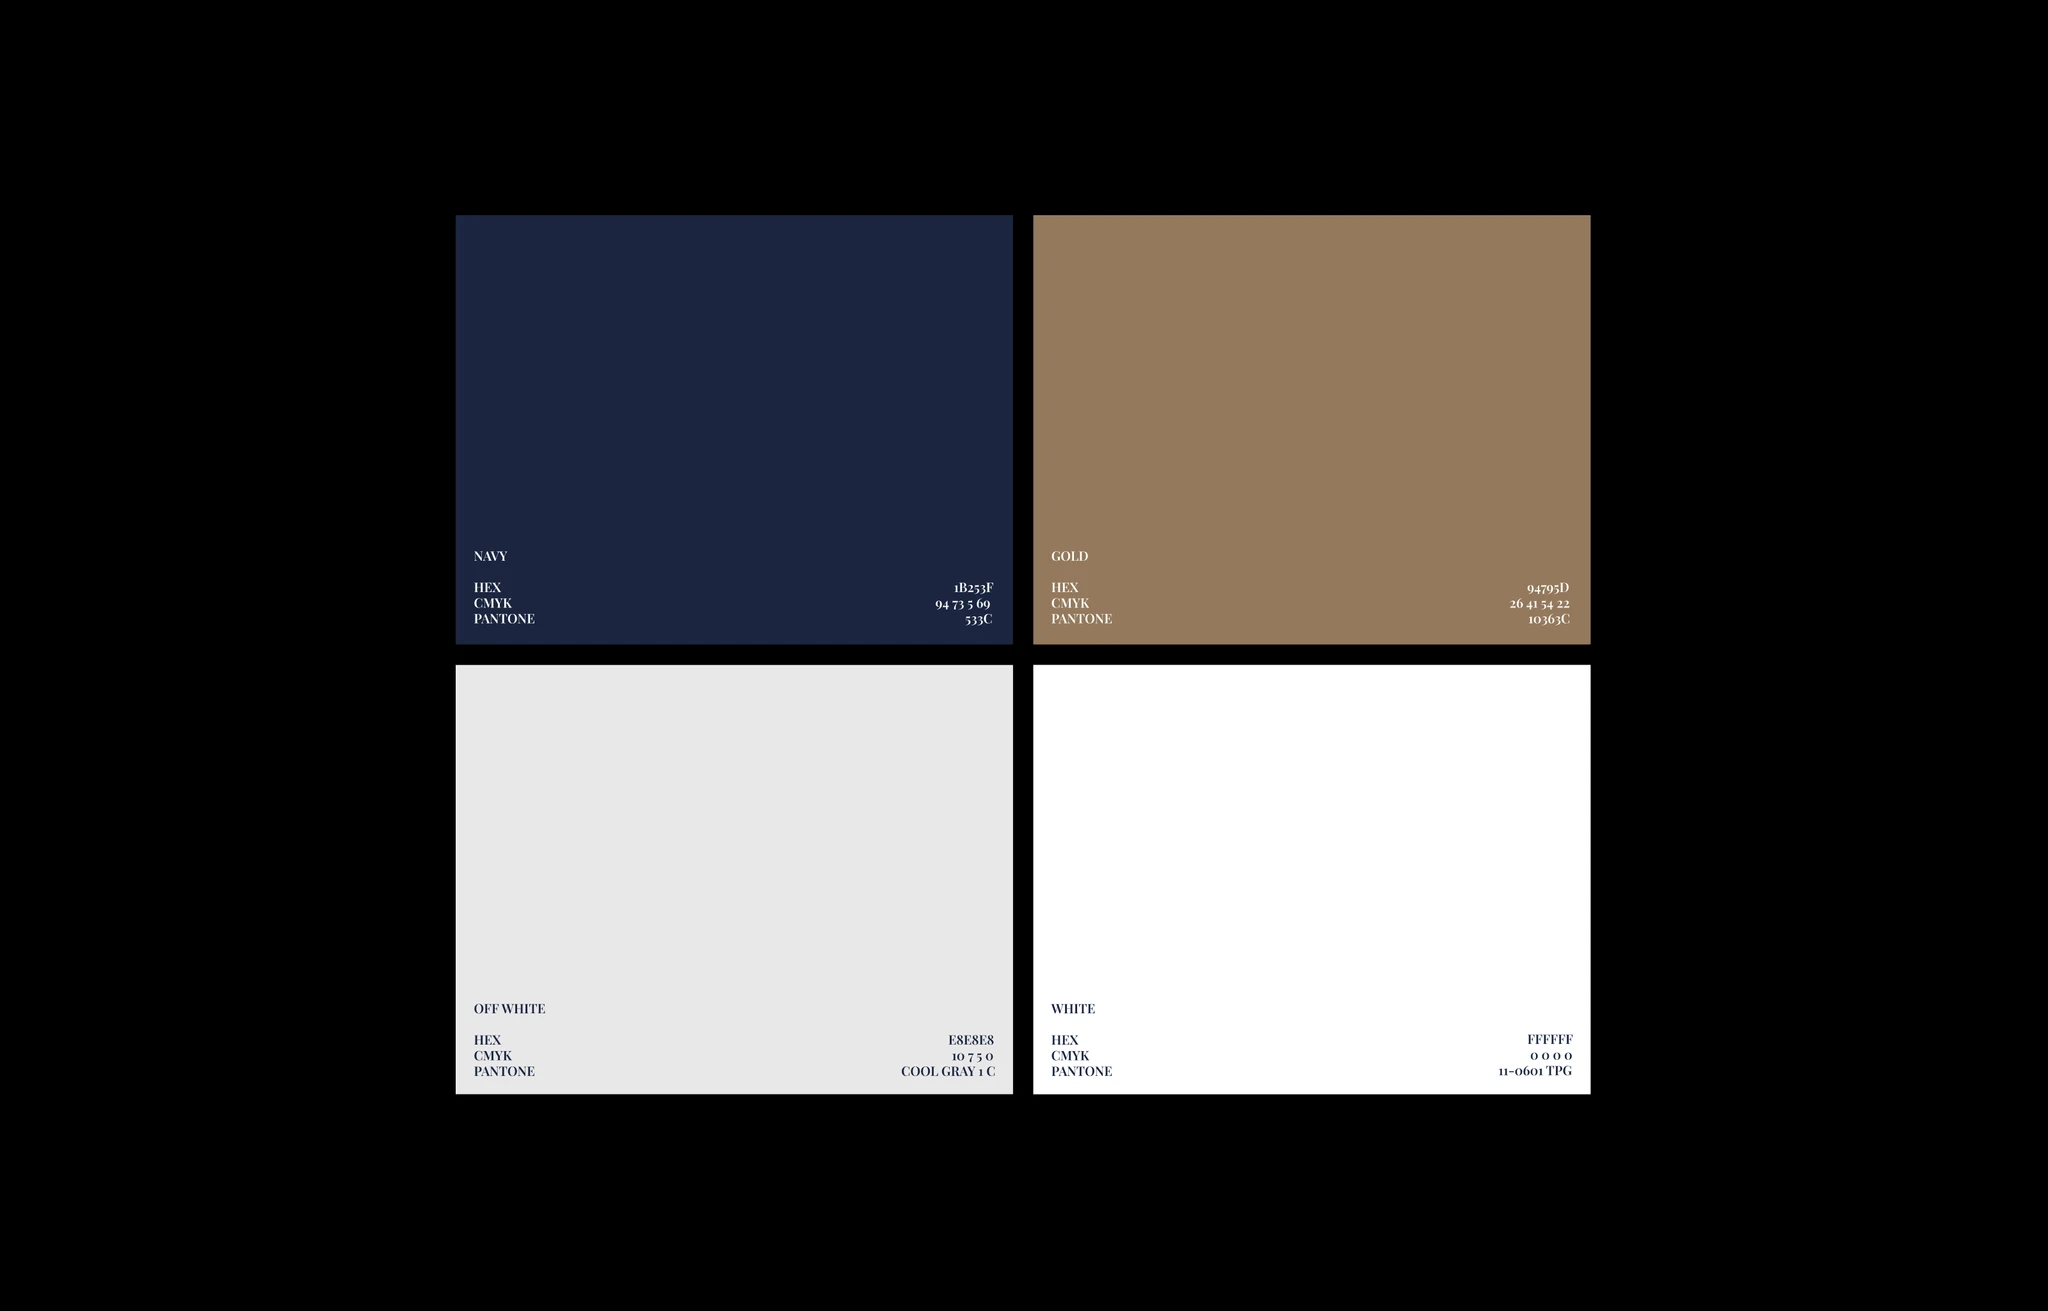 NAVY
HEX 1B253F
CMYK 94 73 5 69
PANTONE 533C
GOLD
HEX 94795D
CMYK 26 41 54 22
PANTONE 10363C
OFF WHITE
HEX E8E8E8
CMYK 10 7 5 0
PANTONE COOL GRAY 1 C
WHITE
HEX FFFFFF
CMYK 0 0 0 0
PANTONE 11-0601 TPG